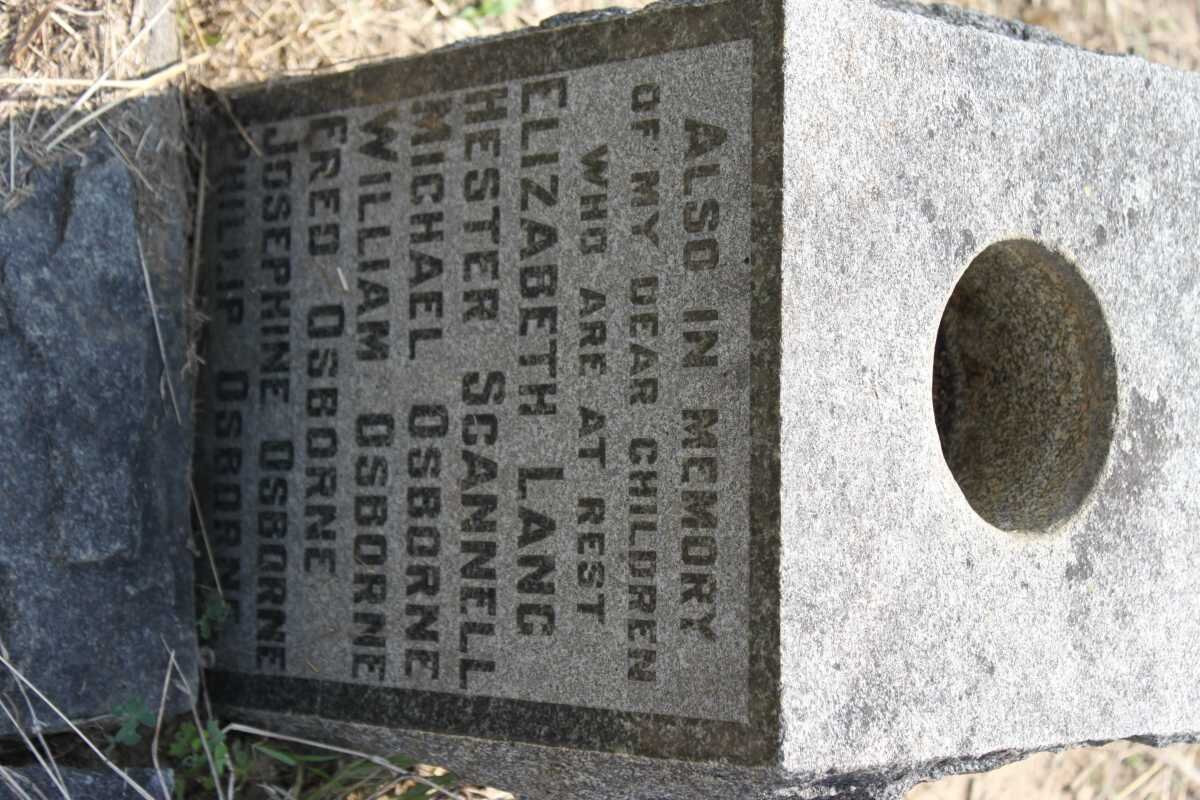 ALSO IN MEMORY
OF MY DEAR CHILDREN
WHO ARE AT REST
ELIZABETH LANG
HESTER SCANNELL
MICHAEL OSBORNE
WILLIAM OSBORNE
FRED OSBORNE
JOSEPHINE OSBORNE
PHILLIP OSBORNE